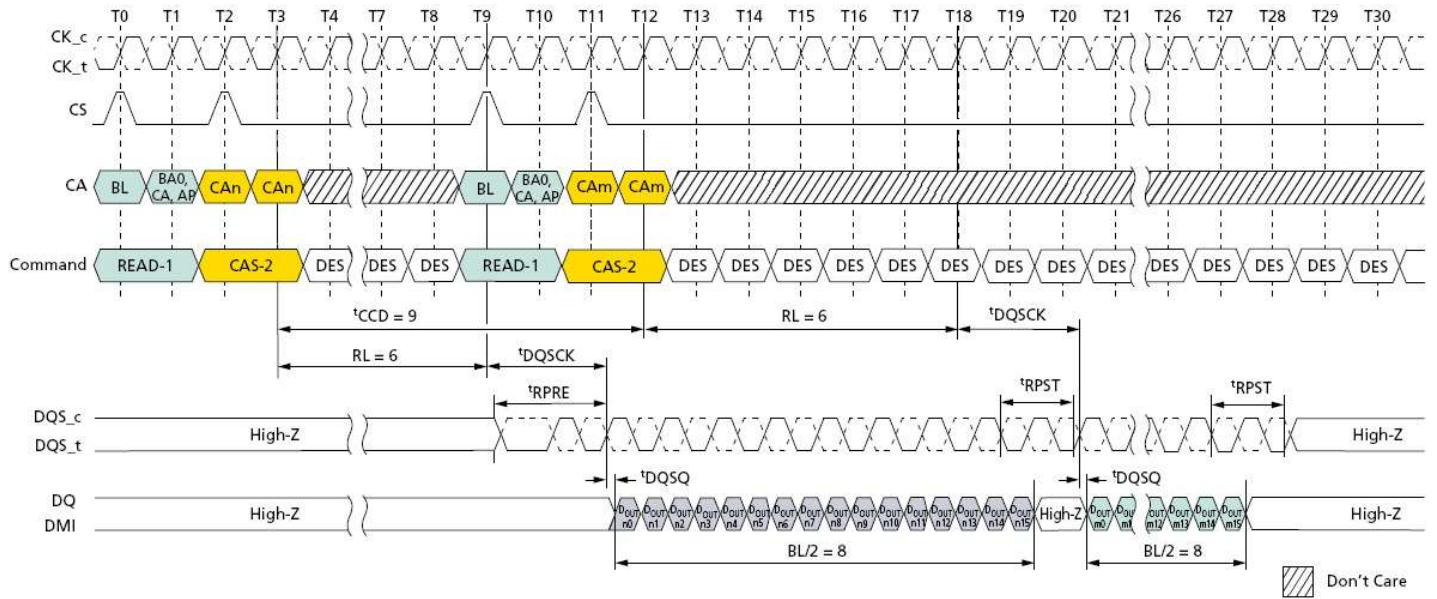 T0 T1 T2 T3 T4 T7 T8 T9 T10 T11 T12 T13 T14 T15 T16 T17 T18 T19 T20 T21 T26 T27 T28 T29 T30
CK_c
CK_t
CS
CA BL BA0, CA, AP CAn CAn BL BA0, CA, AP CAm CAm
Command READ-1 CAS-2 DES DES DES READ-1 CAS-2 DES DES DES DES DES DES DES DES DES DES DES DES DES DES
tCCD = 9 RL = 6 tDQSCK
RL = 6 tDQSCK
tRPRE tRPST tRPST
DQS_c
DQS_t High-Z High-Z
tDQSQ tDQSQ
DQ
DMI High-Z DOUT n0 DOUT n1 DOUT n2 DOUT n3 DOUT n4 DOUT n5 DOUT n6 DOUT n7 DOUT n8 DOUT n9 DOUT n10 DOUT n11 DOUT n12 DOUT n13 DOUT n14 DOUT n15 High-Z DOUT m0 DOUT m1 DOUT m12 DOUT m13 DOUT m14 DOUT m15 High-Z
BL/2 = 8 BL/2 = 8
Don't Care